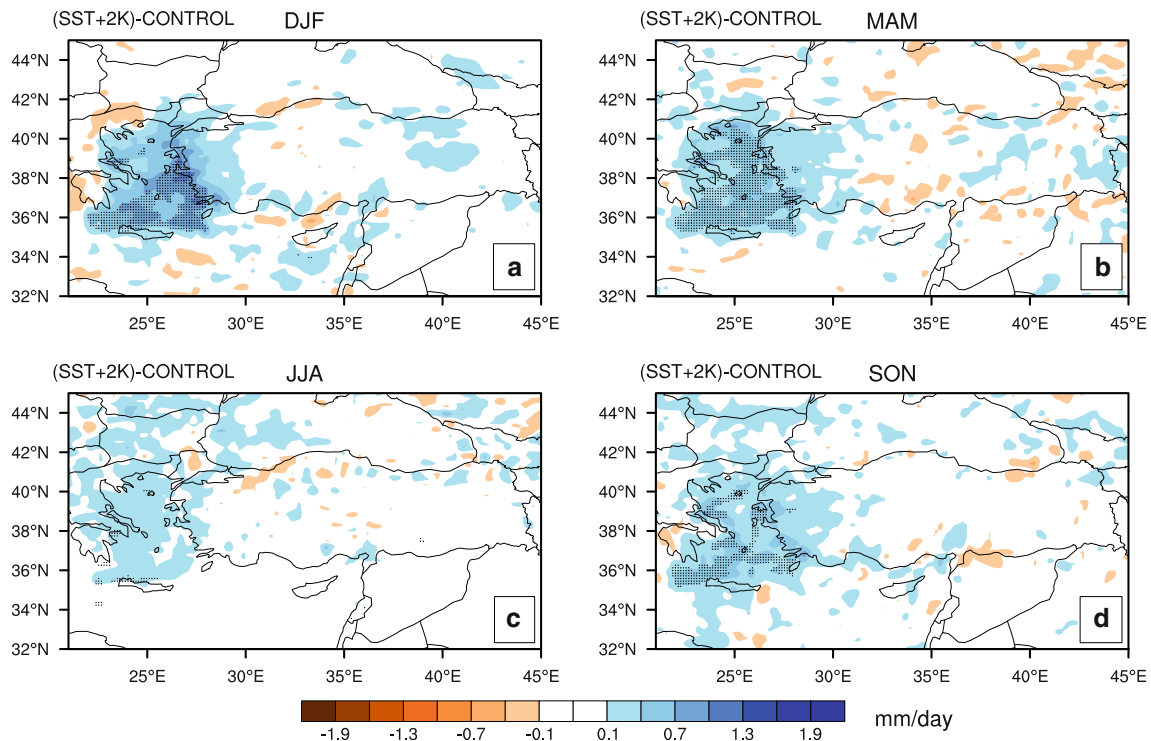 (SST+2K)-CONTROL DJF
(SST+2K)-CONTROL MAM
44°N
42°N
40°N
38°N
36°N
34°N
32°N
a
25°E 30°E 35°E 40°E 45°E
44°N
42°N
40°N
38°N
36°N
34°N
32°N
b
25°E 30°E 35°E 40°E 45°E
(SST+2K)-CONTROL JJA
(SST+2K)-CONTROL SON
44°N
42°N
40°N
38°N
36°N
34°N
32°N
c
25°E 30°E 35°E 40°E 45°E
44°N
42°N
40°N
38°N
36°N
34°N
32°N
d
25°E 30°E 35°E 40°E 45°E
-1.9 -1.3 -0.7 -0.1 0.1 0.7 1.3 1.9 mm/day